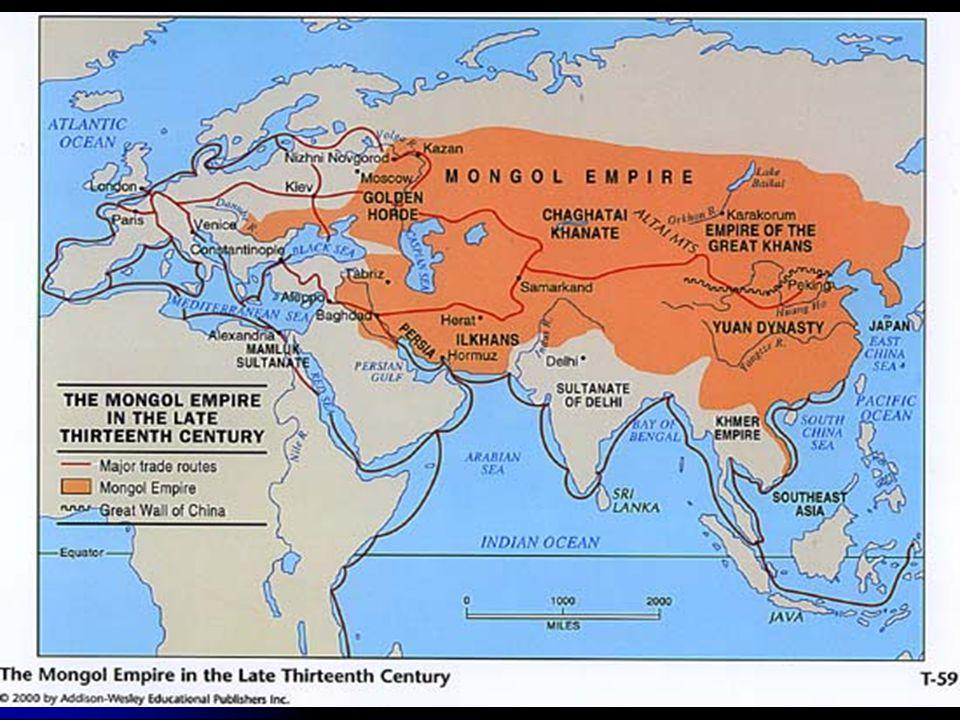 ATLANTIC
OCEAN
London
Paris
Venice
Danube R.
Constantinople
Nizhni Novgorod
Moscow
Kiev
Volga R.
Kazan
GOLDEN
HORDE
MONGOL EMPIRE
CHAGHATAI
KHANATE
ALTAI MTS.
Lake
Baikal
Orkhon R.
Karakorum
EMPIRE OF THE
GREAT KHANS
BLACK SEA
CASPIAN SEA
Tabriz
Aleppo
Baghdad
MEDITERRANEAN SEA
Alexandria
MAMLUK
SULTANATE
RED SEA
Nile R.
PERSIAN
GULF
PERSIA
Herat
ILKHANS
Hormuz
Samarkand
Indus R.
Delhi
SULTANATE
OF DELHI
Peking
Huang Ho
YUAN DYNASTY
Yangtze R.
JAPAN
EAST
CHINA
SEA
PACIFIC
OCEAN
KHMER
EMPIRE
SOUTH
CHINA
SEA
BAY OF
BENGAL
ARABIAN
SEA
SRI
LANKA
SOUTHEAST
ASIA
INDIAN OCEAN
JAVA
Equator
THE MONGOL EMPIRE
IN THE LATE
THIRTEENTH CENTURY
Major trade routes
Mongol Empire
Great Wall of China
0 1000 2000
MILES
The Mongol Empire in the Late Thirteenth Century
T-59
© 2000 by Addison-Wesley Educational Publishers Inc.